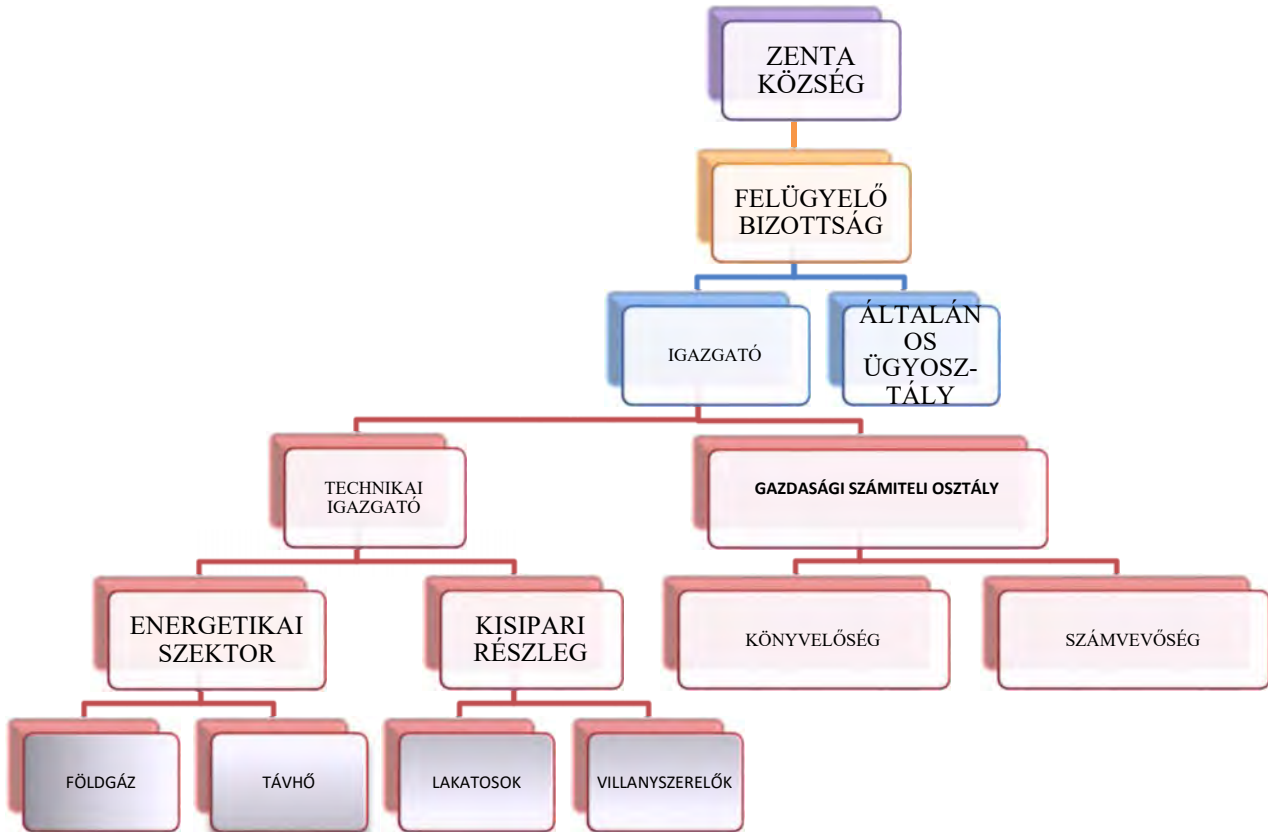 ZENTA
KÖZSÉG
FELÜGYELŐ
BIZOTTSÁG
IGAZGATÓ
ÁLTALÁN
OS
ÜGYOSZ-
TÁLY
TECHNIKAI
IGAZGATÓ
GAZDASÁGI SZÁMITELI OSZTÁLY
ENERGETIKAI
SZEKTOR
KISIPARI
RÉSZLEG
KÖNYVELŐSÉG
SZÁMVEVŐSÉG
FÖLDGÁZ
TÁVHŐ
LAKATOSOK
VILLANYSZERELŐK